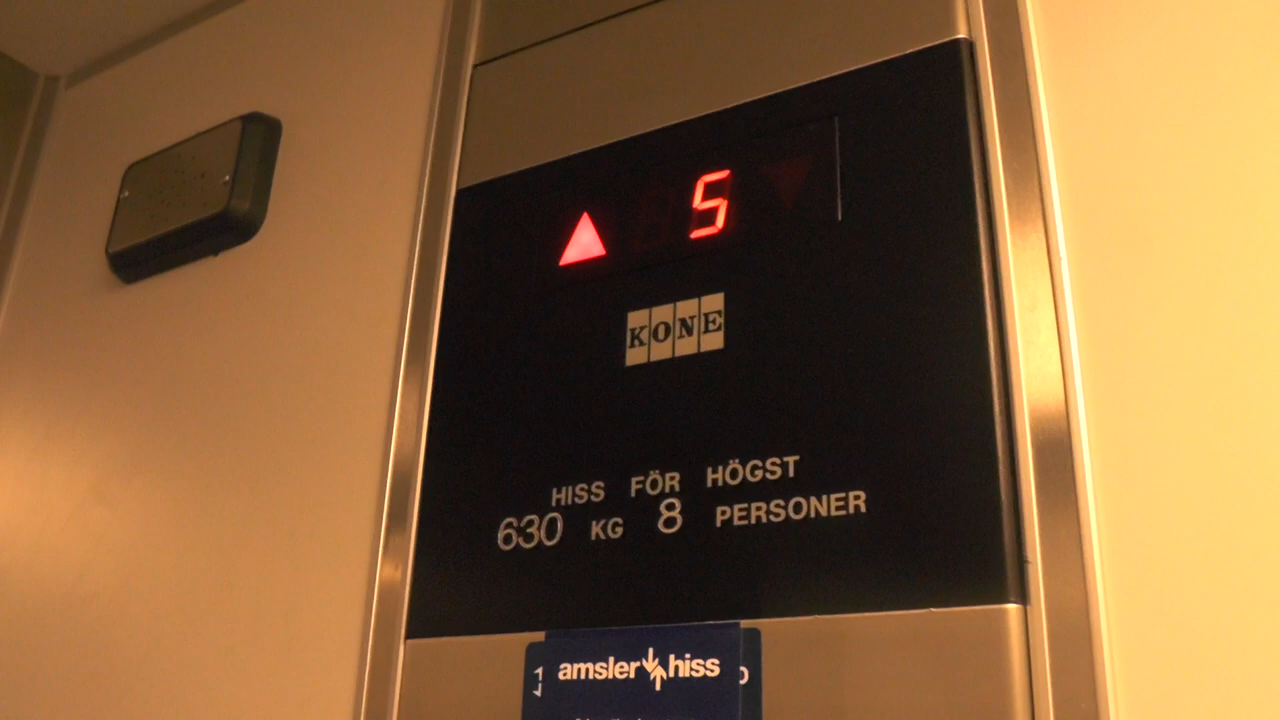 5
KONE
HISS FÖR HÖGST
630 KG 8 PERSONER
amsler hiss